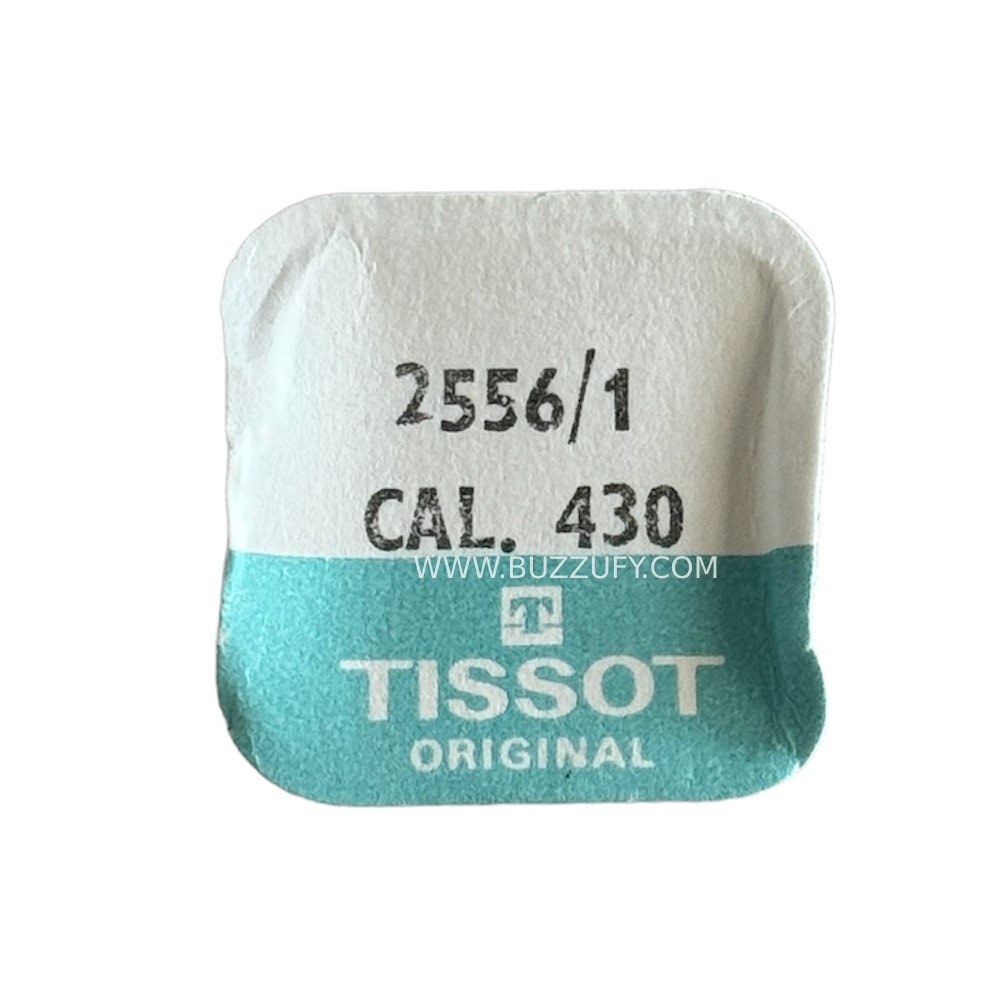 2556/1
CAL. 430
WWW.BUZZUFY.COM
T
TISSOT
ORIGINAL